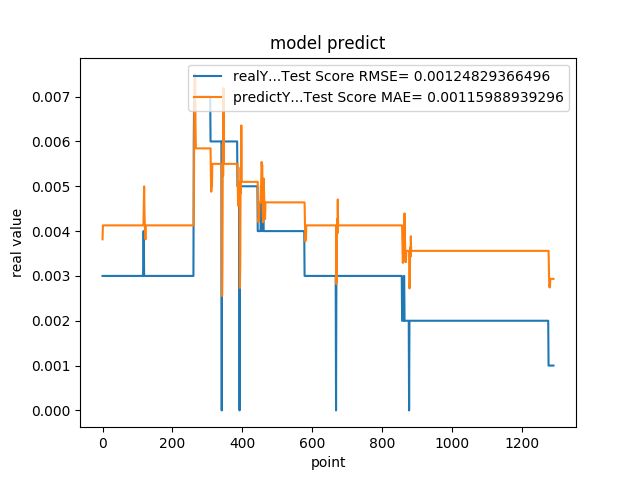 model predict
realY...Test Score RMSE= 0.00124829366496
predictY...Test Score MAE= 0.00115988939296
0.007
0.006
0.005
0.004
0.003
0.002
0.001
0.000
real value
0 200 400 600 800 1000 1200
point